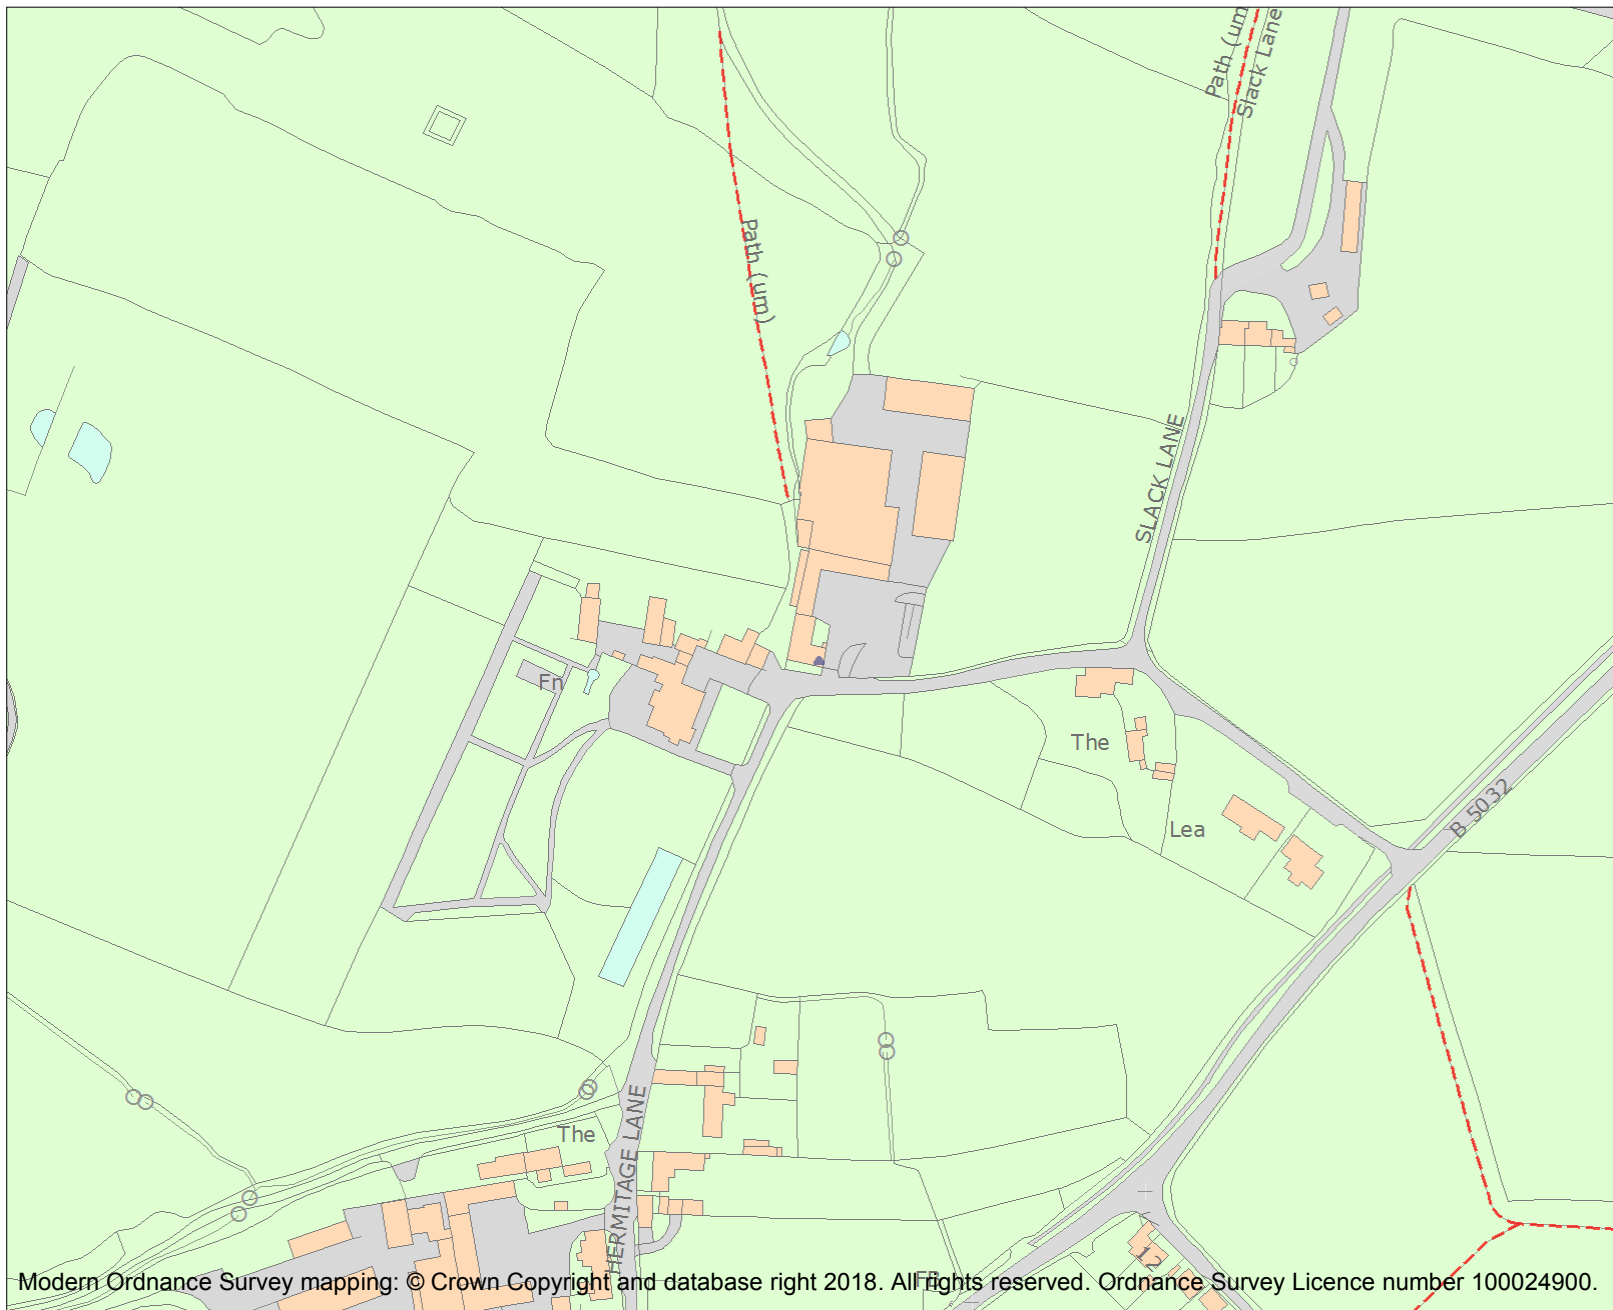 Path (um
Slack Lane
Path (um)
SLACK LANE
Fn
The
Lea
B 5032
The
HERMITAGE LANE
12
FB
Modern Ordnance Survey mapping: © Crown Copyright and database right 2018. All rights reserved. Ordnance Survey Licence number 100024900.